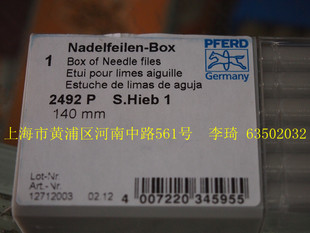 Nadelfeilen-Box
1 Box of Needle files
Etui pour limes aiguille
Estuche de limas de aguja
PFERD
Germany
2492 P S.Hieb 1
140 mm
上海市黄浦区河南中路561号 李琦 63502032
Lot-Nr.
Art.-Nr.
12712003 02.12
4 007220 345955